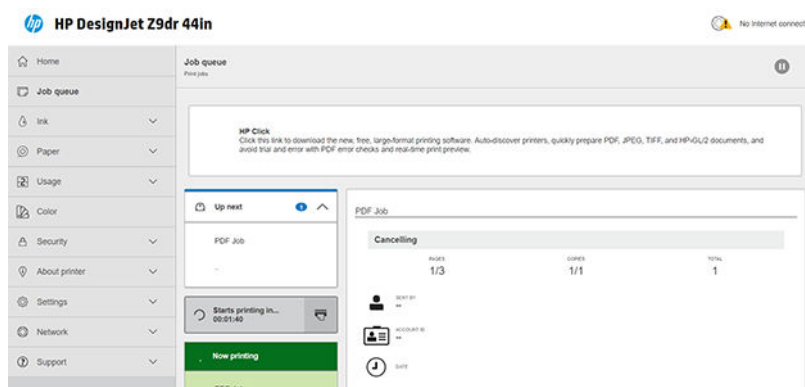 hp
HP DesignJet Z9dr 44in
No Internet connect
Home
Job queue
Ink
Paper
Usage
Color
Security
About printer
Settings
Network
Support
Job queue
Print jobs
HP Click
Click this link to download the new, free, large-format printing software. Auto-discover printers, quickly prepare PDF, JPEG, TIFF, and HP-GL/2 documents, and
avoid trial and error with PDF error checks and real-time print preview.
Up next 1
PDF Job
--
Starts printing in...
00:01:40
Now printing
PDF Job
Cancelling
PAGES COPIES TOTAL
1/3 1/1 1
SENT BY
--
ACCOUNT ID
--
DATE